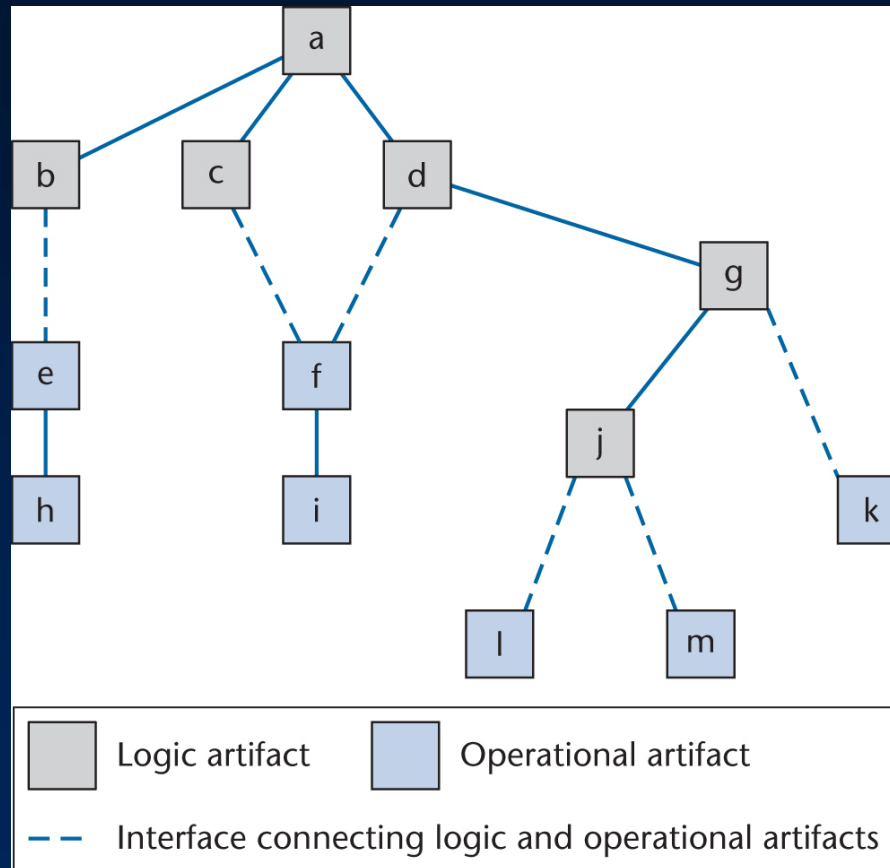 a
b
c
d
g
e
f
j
h
i
k
l
m
Logic artifact
Operational artifact
Interface connecting logic and operational artifacts